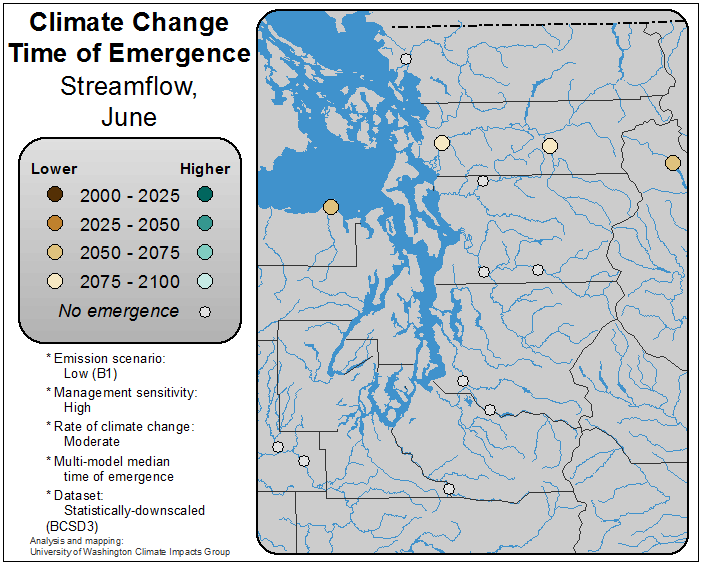 Climate Change
Time of Emergence
Streamflow,
June
Lower Higher
2000 - 2025
2025 - 2050
2050 - 2075
2075 - 2100
No emergence
* Emission scenario:
Low (B1)
* Management sensitivity:
High
* Rate of climate change:
Moderate
* Multi-model median
time of emergence
* Dataset:
Statistically-downscaled
(BCSD3)
Analysis and mapping:
University of Washington Climate Impacts Group